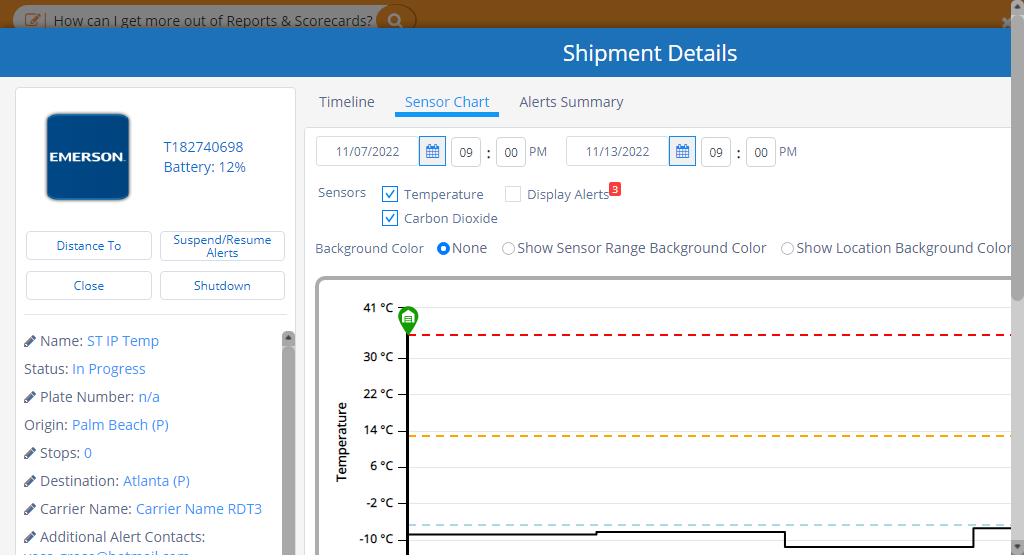 How can I get more out of Reports & Scorecards?
Shipment Details
EMERSON.
T182740698
Battery: 12%
Distance To
Suspend/Resume Alerts
Close
Shutdown
Name: ST IP Temp
Status: In Progress
Plate Number: n/a
Origin: Palm Beach (P)
Stops: 0
Destination: Atlanta (P)
Carrier Name: Carrier Name RDT3
Additional Alert Contacts:
Timeline Sensor Chart Alerts Summary
11/07/2022 09 : 00 PM 11/13/2022 09 : 00 PM
Sensors Temperature Display Alerts 3
Carbon Dioxide
Background Color None Show Sensor Range Background Color Show Location Background Color
Temperature
41 °C
30 °C
22 °C
14 °C
6 °C
-2 °C
-10 °C